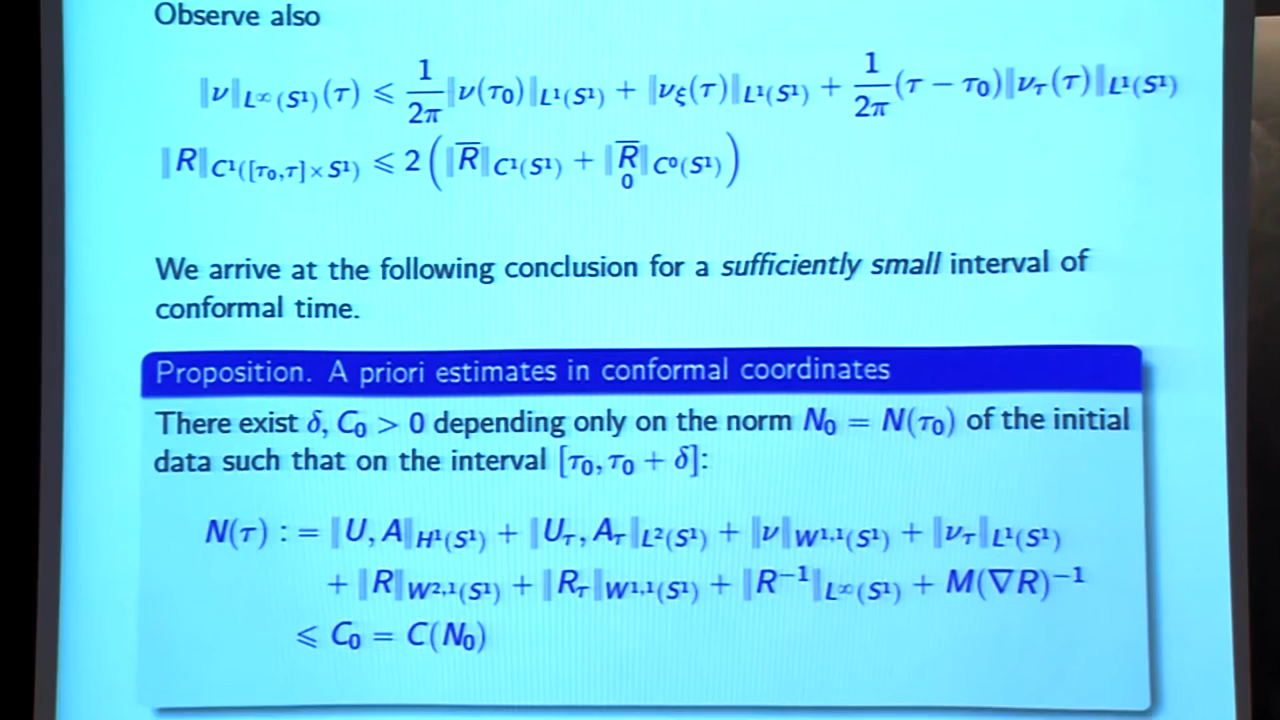 Observe also
‖ν‖L∞(S¹)(τ) ⩽ 1/2π ‖ν(τ₀)‖L¹(S¹) + ‖νξ(τ)‖L¹(S¹) + 1/2π (τ − τ₀)‖ντ(τ)‖L¹(S¹)
‖R‖C¹([τ₀,τ]×S¹) ⩽ 2 (‖R̅‖C¹(S¹) + ‖R̅₀‖C⁰(S¹))
We arrive at the following conclusion for a sufficiently small interval of
conformal time.
Proposition. A priori estimates in conformal coordinates
There exist δ, C₀ > 0 depending only on the norm N₀ = N(τ₀) of the initial
data such that on the interval [τ₀, τ₀ + δ]:
N(τ) := ‖U, A‖H¹(S¹) + ‖Uτ, Aτ‖L²(S¹) + ‖ν‖W¹,¹(S¹) + ‖ντ‖L¹(S¹)
+ ‖R‖W²,¹(S¹) + ‖Rτ‖W¹,¹(S¹) + ‖R⁻¹‖L∞(S¹) + M(∇R)⁻¹
⩽ C₀ = C(N₀)